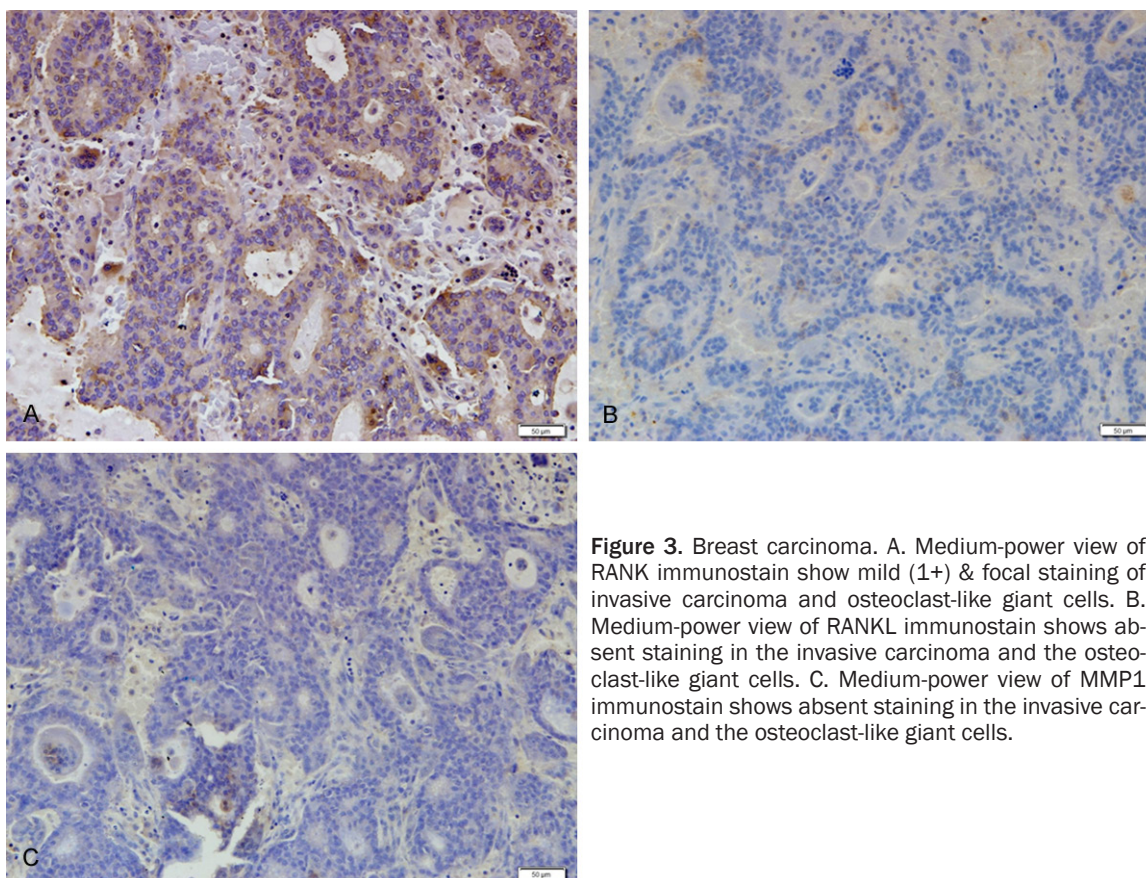 A
50 µm
B
50 µm
C
50 µm
Figure 3. Breast carcinoma. A. Medium-power view of
RANK immunostain show mild (1+) & focal staining of
invasive carcinoma and osteoclast-like giant cells. B.
Medium-power view of RANKL immunostain shows ab-
sent staining in the invasive carcinoma and the osteo-
clast-like giant cells. C. Medium-power view of MMP1
immunostain shows absent staining in the invasive car-
cinoma and the osteoclast-like giant cells.